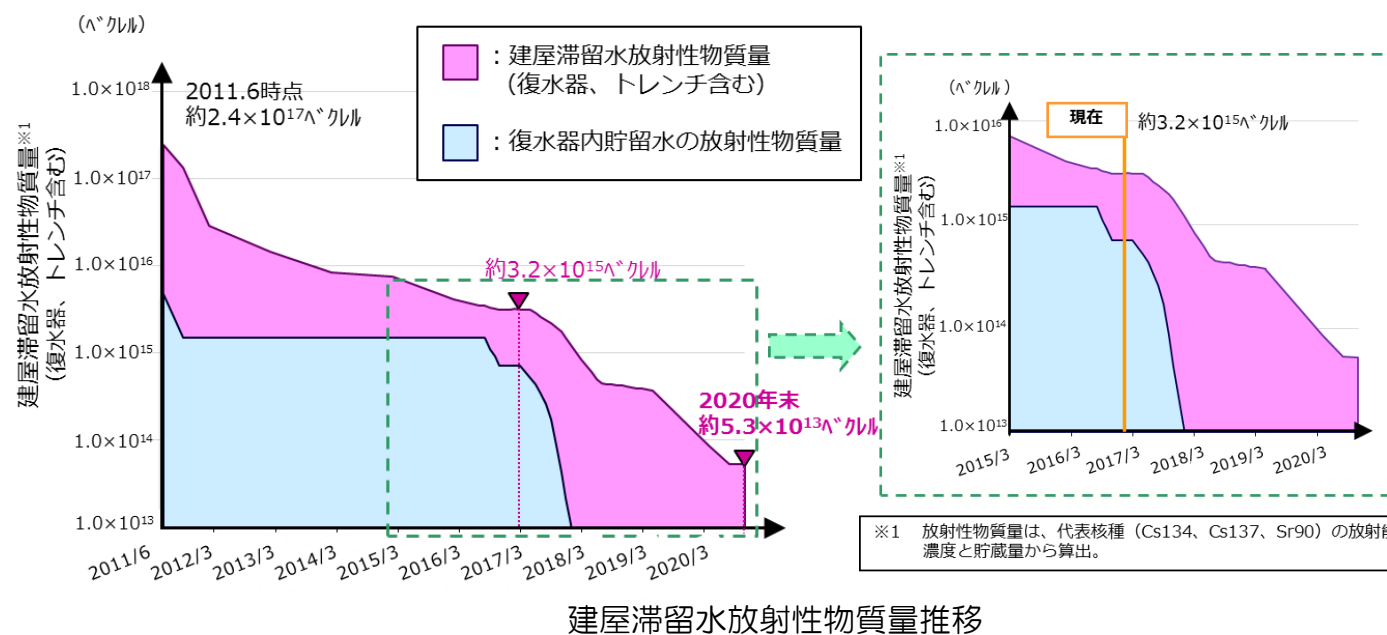 (ﾍﾞｸﾚﾙ)
：建屋滞留水放射性物質量
(復水器、トレンチ含む)
：復水器内貯留水の放射性物質量
2011.6時点
約2.4×10¹⁷ﾍﾞｸﾚﾙ
建屋滞留水放射性物質量※1
(復水器、トレンチ含む)
1.0×10¹⁸
1.0×10¹⁷
1.0×10¹⁶
1.0×10¹⁵
1.0×10¹⁴
1.0×10¹³
約3.2×10¹⁵ﾍﾞｸﾚﾙ
2020年末
約5.3×10¹³ﾍﾞｸﾚﾙ
2011/6
2012/3
2013/3
2014/3
2015/3
2016/3
2017/3
2018/3
2019/3
2020/3
(ﾍﾞｸﾚﾙ)
現在
約3.2×10¹⁵ﾍﾞｸﾚﾙ
建屋滞留水放射性物質量※1
(復水器、トレンチ含む)
1.0×10¹⁶
1.0×10¹⁵
1.0×10¹⁴
1.0×10¹³
2015/3
2016/3
2017/3
2018/3
2019/3
2020/3
※1 放射性物質量は、代表核種（Cs134、Cs137、Sr90）の放射
濃度と貯蔵量から算出。
建屋滞留水放射性物質量推移